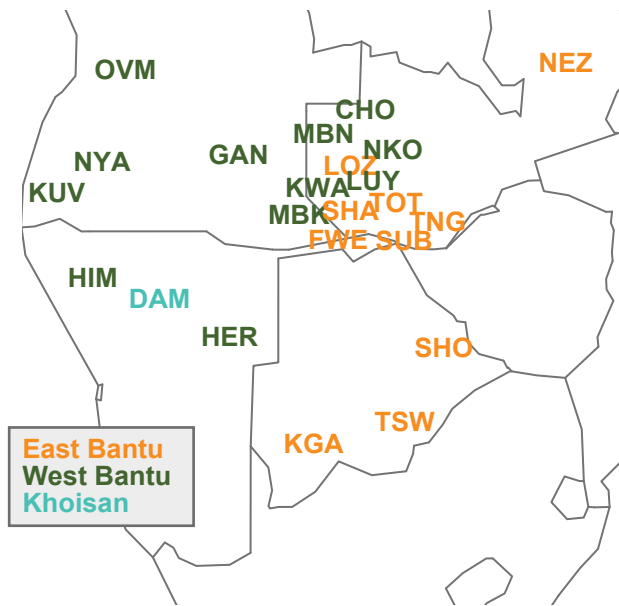 NEZ
OVM
CHO
MBN
NKO
GAN
NYA
LOZ
LUY
KWA
KUV
TOT
SHA
MBK
TNG
FWE
SUB
HIM
DAM
HER
SHO
TSW
KGA
East Bantu
West Bantu
Khoisan